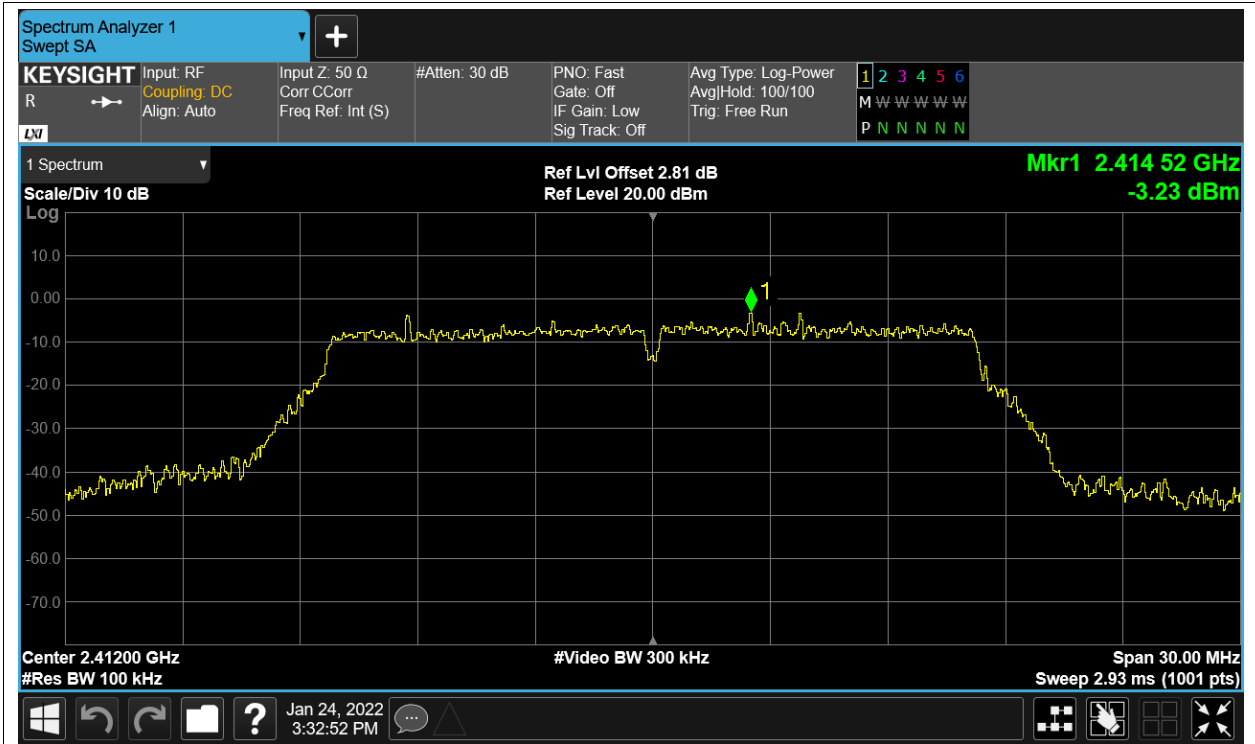 Spectrum Analyzer 1
Swept SA
+
KEYSIGHT
R
LXI
Input: RF
Coupling: DC
Align: Auto
Input Z: 50 Ω
Corr CCorr
Freq Ref: Int (S)
#Atten: 30 dB
PNO: Fast
Gate: Off
IF Gain: Low
Sig Track: Off
Avg Type: Log-Power
Avg|Hold: 100/100
Trig: Free Run
1 2 3 4 5 6
M W W W W W
P N N N N N
1 Spectrum
Scale/Div 10 dB
Log
Ref Lvl Offset 2.81 dB
Ref Level 20.00 dBm
Mkr1 2.414 52 GHz
-3.23 dBm
10.0
0.00
-10.0
-20.0
-30.0
-40.0
-50.0
-60.0
-70.0
1
Center 2.41200 GHz
#Res BW 100 kHz
#Video BW 300 kHz
Span 30.00 MHz
Sweep 2.93 ms (1001 pts)
?
Jan 24, 2022
3:32:52 PM